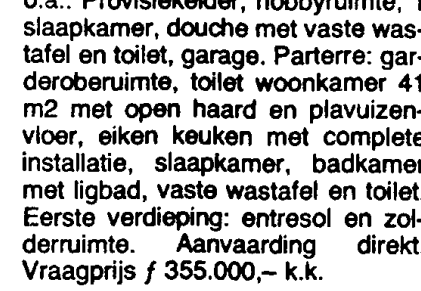 o.a.: Provisiekelder, hobbyruimte, 1
slaapkamer, douche met vaste was-
tafel en toilet, garage. Parterre: gar-
deroberuimte, toilet woonkamer 41
m2 met open haard en plavuizen-
vloer, eiken keuken met complete
installatie, slaapkamer, badkamer
met ligbad, vaste wastafel en toilet
Eerste verdieping: entresol en zol-
derruimte. Aanvaarding direkt
Vraagprijs ƒ 355.000,– k.k.